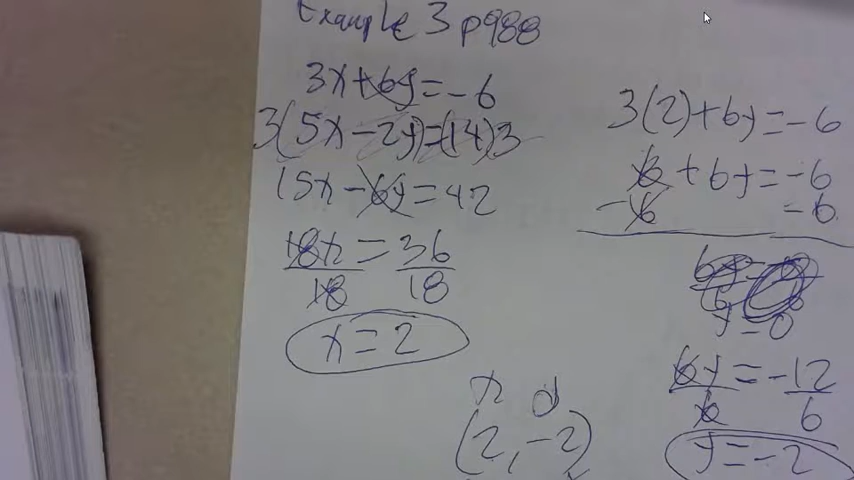 Example 3 p988
3x+6y=-6
3(5x-2y)=(14)3
15x-6y=42
18x=36
18 18
x=2
3(2)+6y=-6
6+6y=-6
-6 -6
y=0
6y=-12
6 6
y=-2
x y
(2,-2)